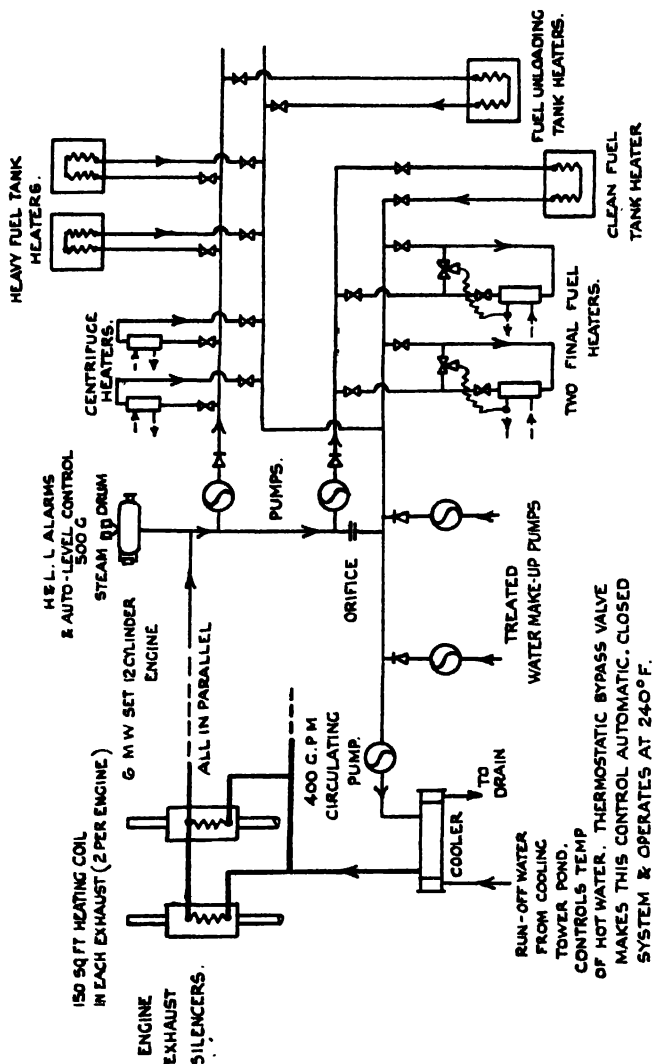 HEAVY FUEL TANK
HEATERS.
CENTRIFUGE
HEATERS.
FUEL UNLOADING
TANK HEATERS.
CLEAN FUEL
TANK HEATER
TWO FINAL FUEL
HEATERS.
H & L. L ALARMS
& AUTO-LEVEL CONTROL
500 G
STEAM DRUM
PUMPS.
ORIFICE
TREATED
WATER MAKE-UP PUMPS
6 M W SET 12 CYLINDER
ENGINE
ALL IN PARALLEL
400 G.P.M
CIRCULATING
PUMP.
150 SQ FT HEATING COIL
IN EACH EXHAUST (2 PER ENGINE)
ENGINE
EXHAUST
SILENCERS.
COOLER
TO
DRAIN
RUN-OFF WATER
FROM COOLING
TOWER POND.
CONTROLS TEMP
OF HOT WATER. THERMOSTATIC BYPASS VALVE
MAKES THIS CONTROL AUTOMATIC. CLOSED
SYSTEM & OPERATES AT 240°F.